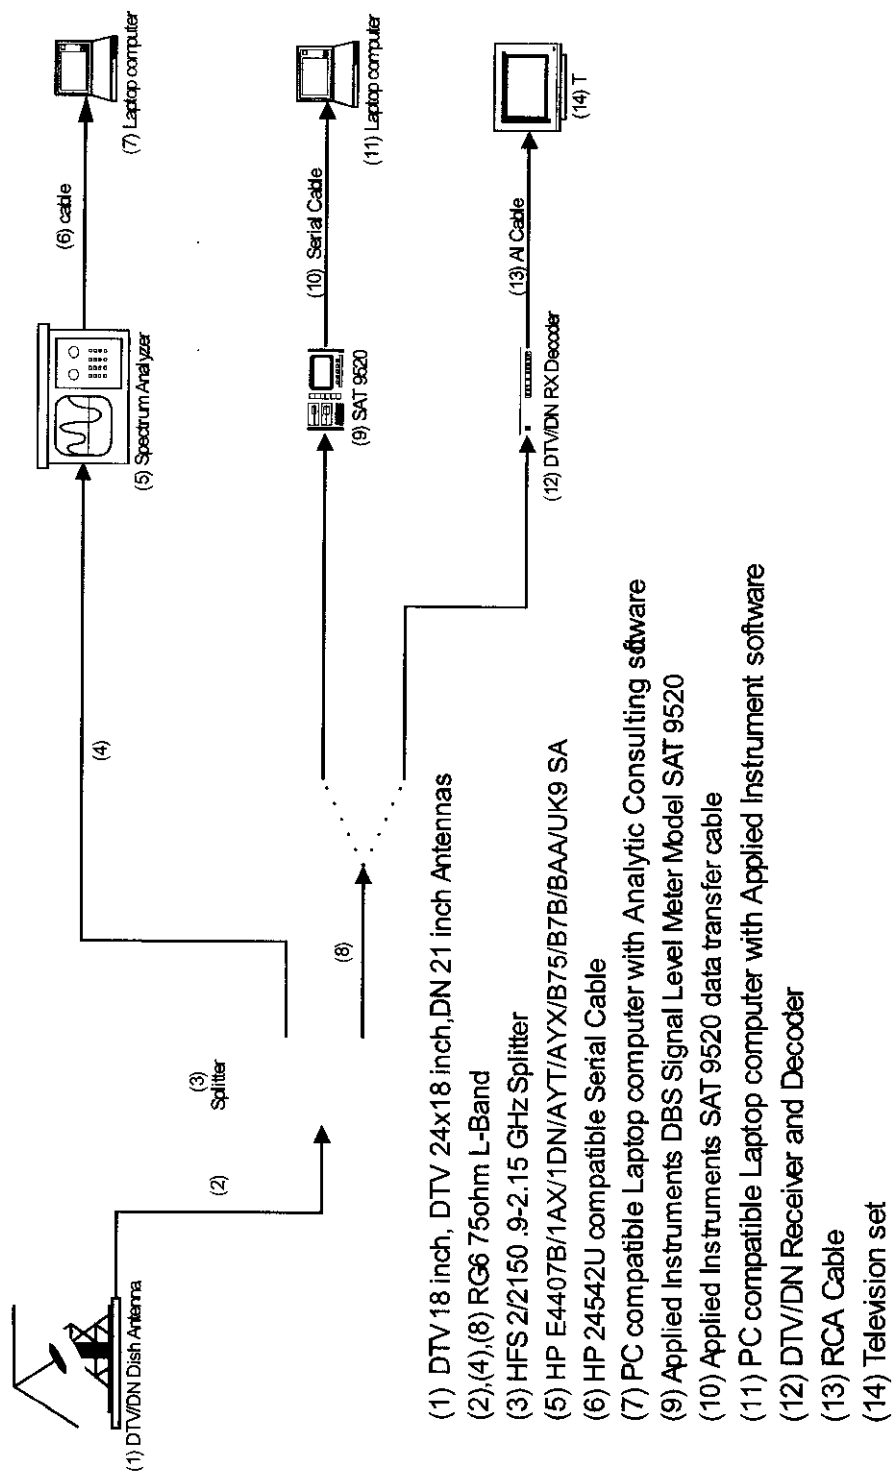 (1) DTV/DN Dish Antenna
(2)
(3)
Splitter
(4)
(5) Spectrum Analyzer
(6) cable
(7) Laptop computer
(8)
(9) SAT 9520
(10) Serial Cable
(11) Laptop computer
(12) DTV/DN RX Decoder
(13) AI Cable
(14) T
(1) DTV 18 inch, DTV 24x18 inch,DN 21 inch Antennas
(2),(4),(8) RG6 75ohm L-Band
(3) HFS 2/2150 .9-2.15 GHz Splitter
(5) HP E4407B/1AX/1DN/AYT/AYX/B75/B7B/BAA/UK9 SA
(6) HP 24542U compatible Serial Cable
(7) PC compatible Laptop computer with Analytic Consulting software
(9) Applied Instruments DBS Signal Level Meter Model SAT 9520
(10) Applied Instruments SAT 9520 data transfer cable
(11) PC compatible Laptop computer with Applied Instrument software
(12) DTV/DN Receiver and Decoder
(13) RCA Cable
(14) Television set